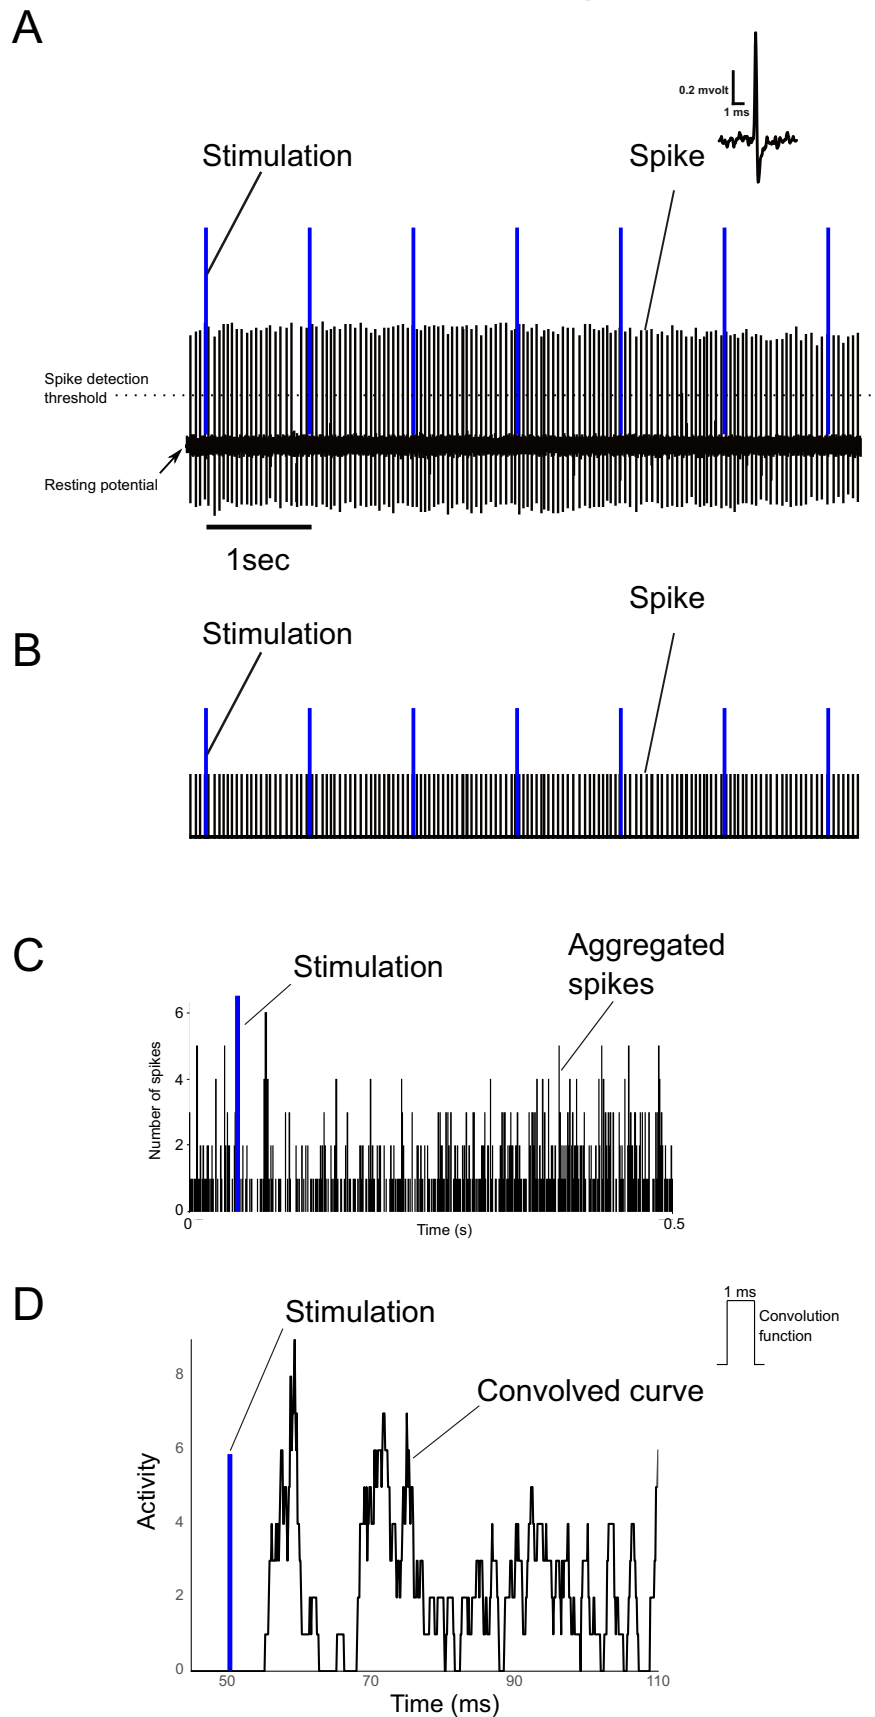 A
0.2 mvolt
1 ms
Stimulation
Spike
Spike detection
threshold
Resting potential
1sec
Spike
B
Stimulation
C
Aggregated
spikes
Stimulation
6
4
2
0
Number of spikes
0
0.5
Time (s)
D
1 ms
Convolution
function
Stimulation
Convolved curve
8
6
4
2
0
Activity
50
70
90
110
Time (ms)